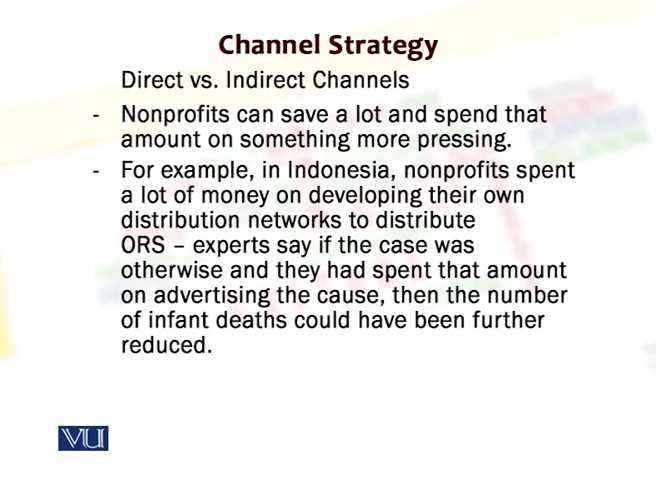 Channel Strategy
Direct vs. Indirect Channels
- Nonprofits can save a lot and spend that
amount on something more pressing.
- For example, in Indonesia, nonprofits spent
a lot of money on developing their own
distribution networks to distribute
ORS – experts say if the case was
otherwise and they had spent that amount
on advertising the cause, then the number
of infant deaths could have been further
reduced.
VU